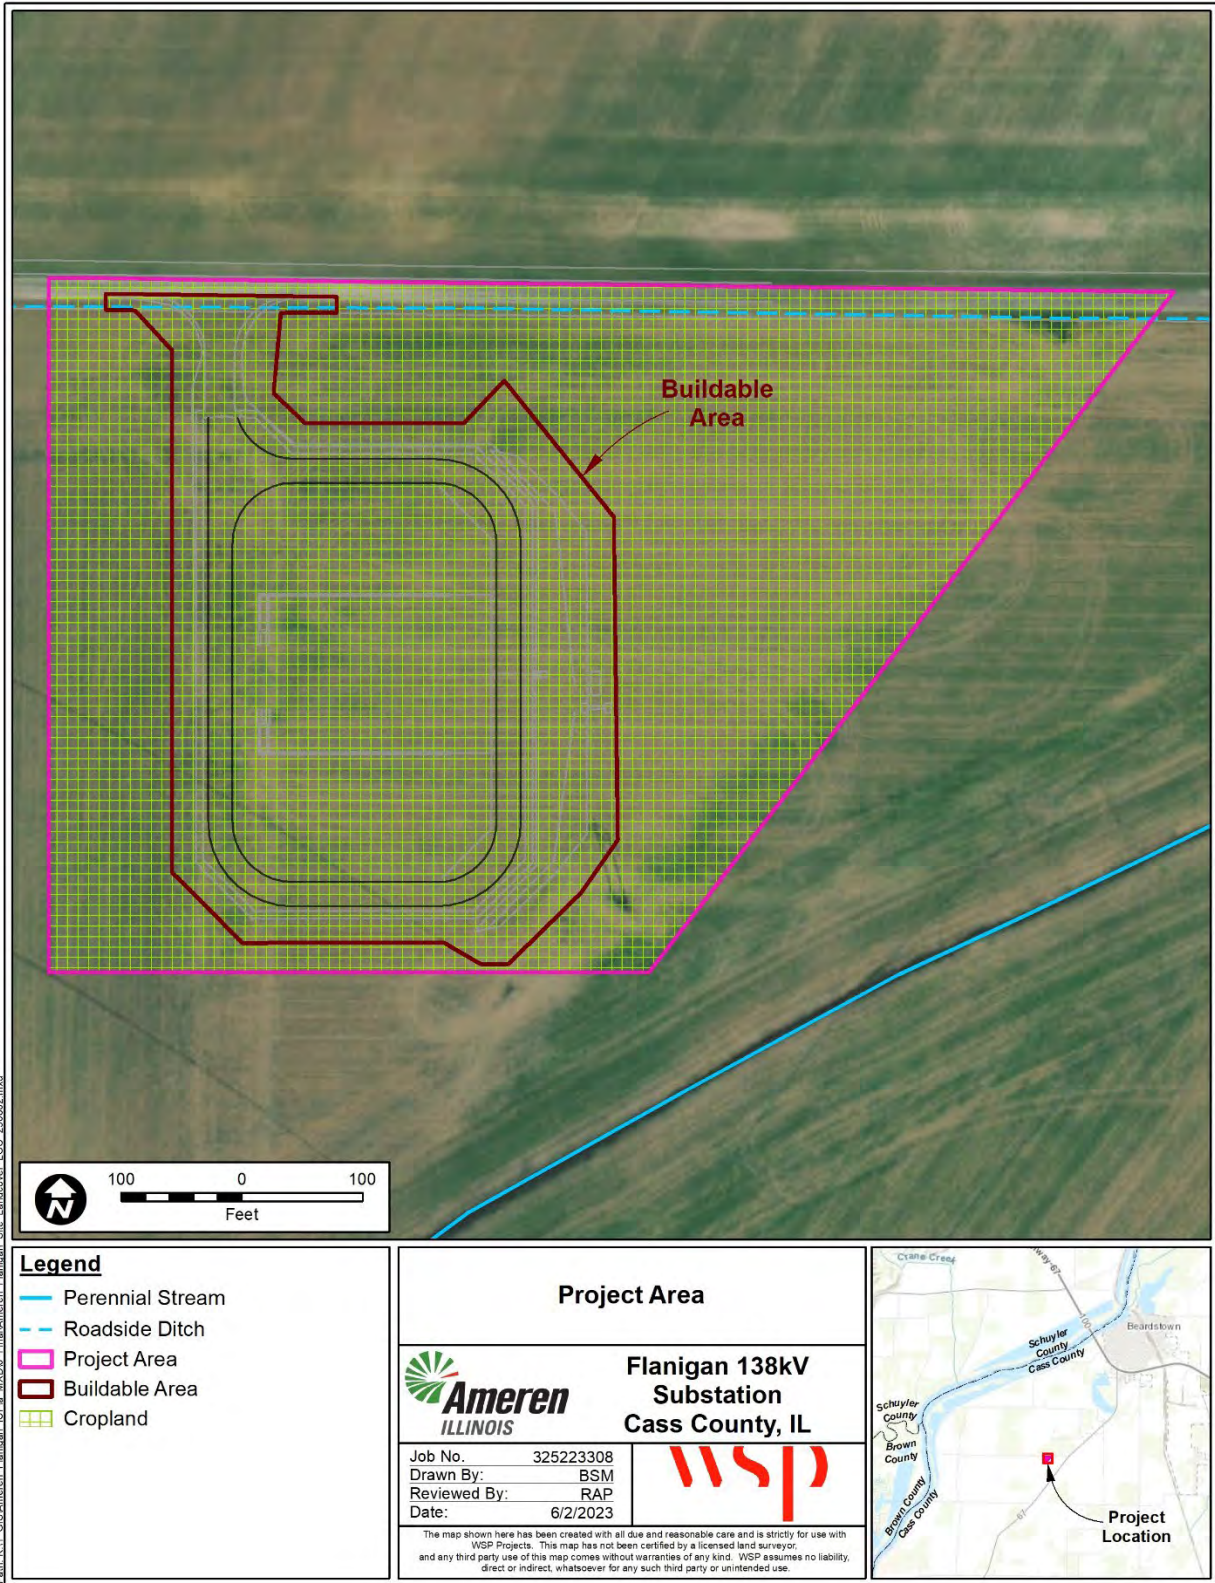 Buildable
Area
100 0 100
Feet
N
Legend
Perennial Stream
Roadside Ditch
Project Area
Buildable Area
Cropland
Project Area
Ameren
ILLINOIS
Flanigan 138kV
Substation
Cass County, IL
Job No. 325223308
Drawn By: BSM
Reviewed By: RAP
Date: 6/2/2023
wsp
The map shown here has been created with all due and reasonable care and is strictly for use with
WSP Projects. This map has not been certified by a licensed land surveyor,
and any third party use of this map comes without warranties of any kind. WSP assumes no liability,
direct or indirect, whatsoever for any such third party or unintended use.
Crane Creek
way-67
100
Beardstown
Schuyler
County
Cass County
Schuyler
County
Brown
County
Brown County
Cass County
67
Project
Location